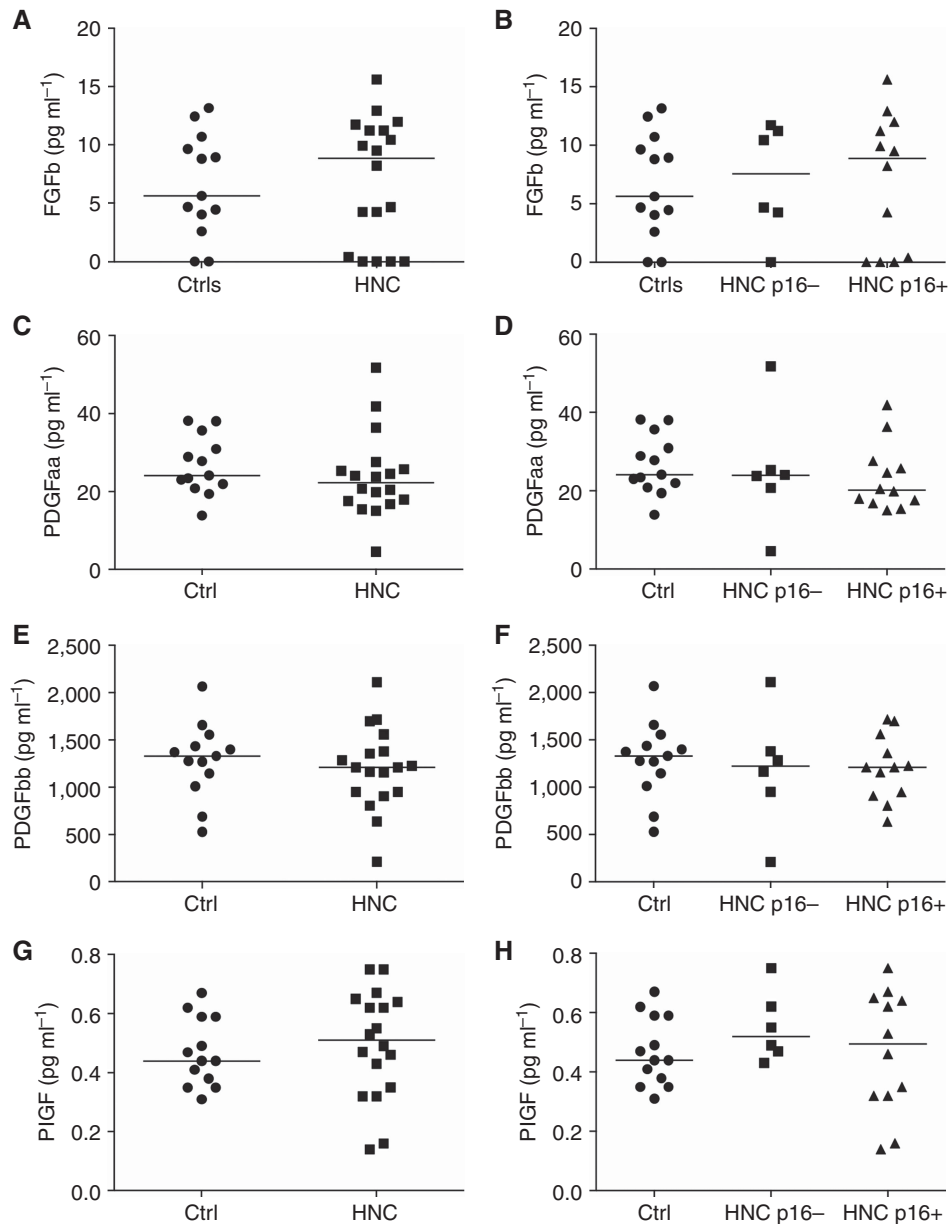 A
FGFb (pg ml⁻¹)
20
15
10
5
0
Ctrls HNC
B
FGFb (pg ml⁻¹)
20
15
10
5
0
Ctrls HNC p16– HNC p16+
C
PDGFaa (pg ml⁻¹)
60
40
20
0
Ctrl HNC
D
PDGFaa (pg ml⁻¹)
60
40
20
0
Ctrl HNC p16– HNC p16+
E
PDGFbb (pg ml⁻¹)
2,500
2,000
1,500
1,000
500
0
Ctrl HNC
F
PDGFbb (pg ml⁻¹)
2,500
2,000
1,500
1,000
500
0
Ctrl HNC p16– HNC p16+
G
PIGF (pg ml⁻¹)
0.8
0.6
0.4
0.2
0.0
Ctrl HNC
H
PIGF (pg ml⁻¹)
0.8
0.6
0.4
0.2
0.0
Ctrl HNC p16– HNC p16+